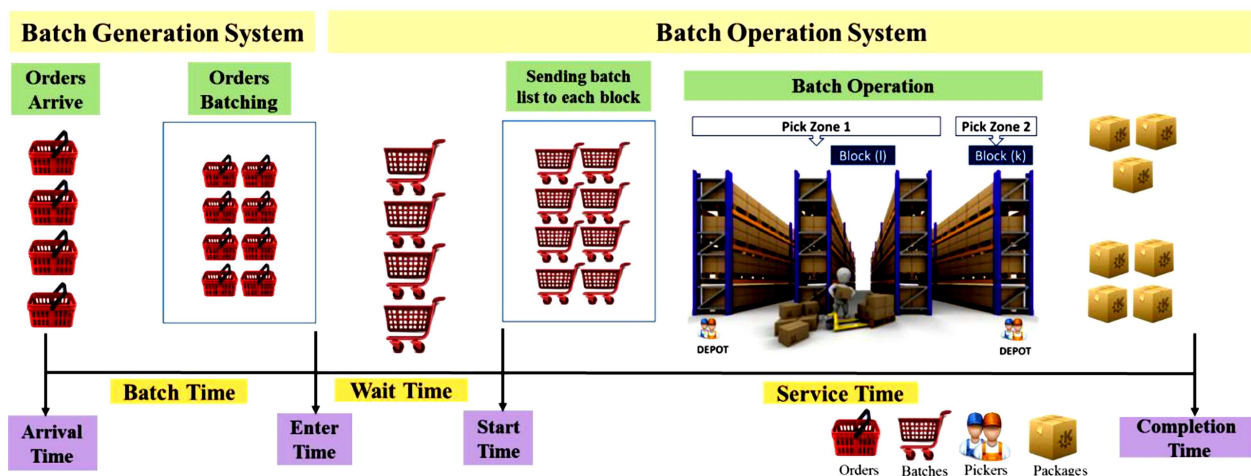 Batch Generation System
Batch Operation System
Orders
Arrive
Orders
Batching
Sending batch
list to each block
Batch Operation
Pick Zone 1
Pick Zone 2
Block (l)
Block (k)
DEPOT
DEPOT
Batch Time
Wait Time
Service Time
Arrival
Time
Enter
Time
Start
Time
Completion
Time
Orders
Batches
Pickers
Packages